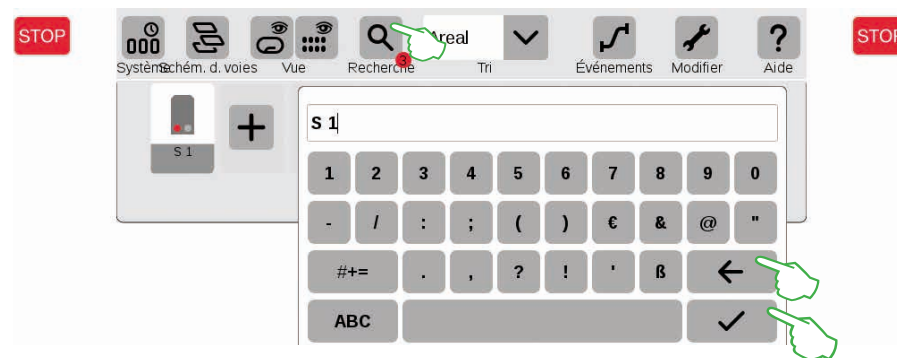 STOP
Areal
STOP
Système Schém. d. voies Vue Recherche Tri Événements Modifier Aide
3
S 1
S 1
1 2 3 4 5 6 7 8 9 0
- / : ; ( ) € & @ "
#+= . , ? ! ' ß
ABC